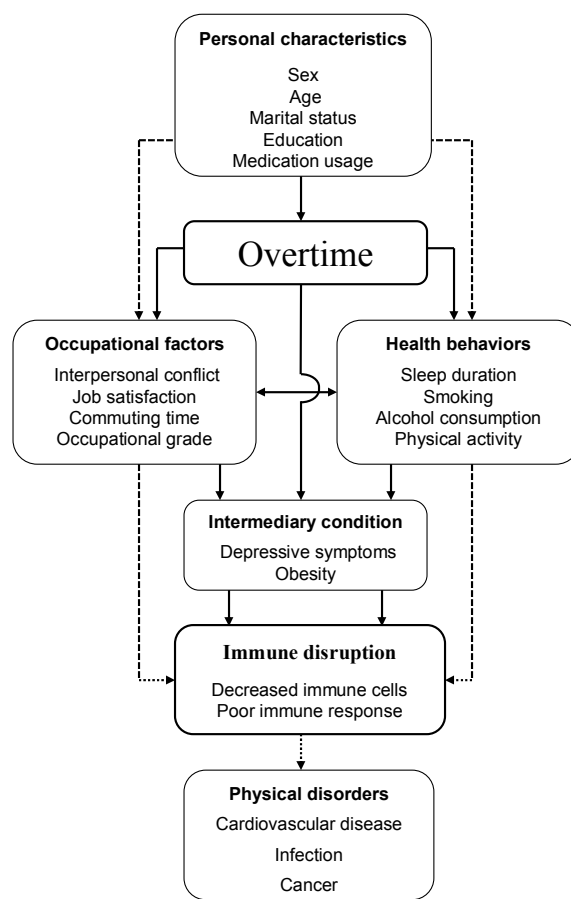 Personal characteristics
Sex
Age
Marital status
Education
Medication usage
Overtime
Occupational factors
Interpersonal conflict
Job satisfaction
Commuting time
Occupational grade
Health behaviors
Sleep duration
Smoking
Alcohol consumption
Physical activity
Intermediary condition
Depressive symptoms
Obesity
Immune disruption
Decreased immune cells
Poor immune response
Physical disorders
Cardiovascular disease
Infection
Cancer